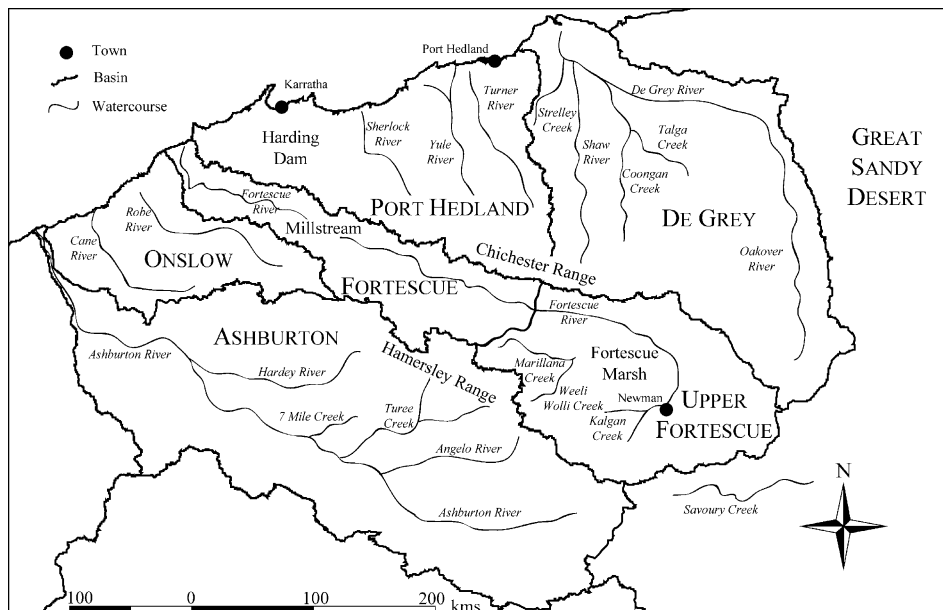 Town
Basin
Watercourse
Port Hedland
Karratha
Harding
Dam
Sherlock
River
Yule
River
Turner
River
De Grey River
Strelley
Creek
Shaw
River
Talga
Creek
Coongan
Creek
GREAT
SANDY
DESERT
PORT HEDLAND
DE GREY
Oakover
River
Fortescue
River
Millstream
Robe
River
Cane
River
ONSLOW
FORTESCUE
Chichester Range
Fortescue
River
ASHBURTON
Ashburton River
Hardey River
Hamersley Range
Marillana
Creek
Weeli
Wolli Creek
Fortescue
Marsh
Newman
Kalgan
Creek
UPPER
FORTESCUE
7 Mile Creek
Turee
Creek
Angelo River
Ashburton River
Savoury Creek
N
100 0 100 200 kms